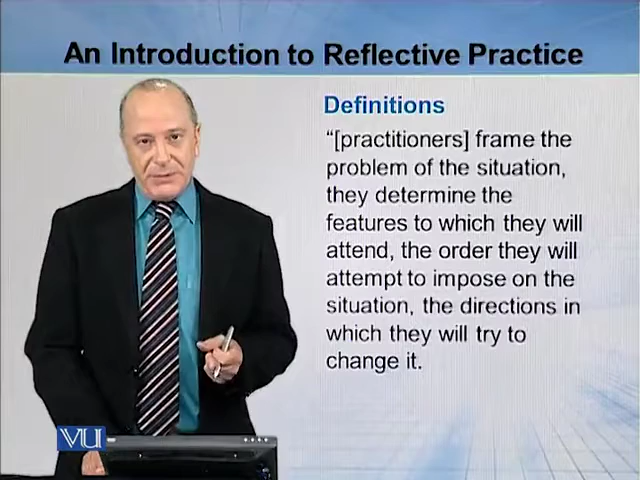 An Introduction to Reflective Practice
Definitions
“[practitioners] frame the
problem of the situation,
they determine the
features to which they will
attend, the order they will
attempt to impose on the
situation, the directions in
which they will try to
change it.
VU